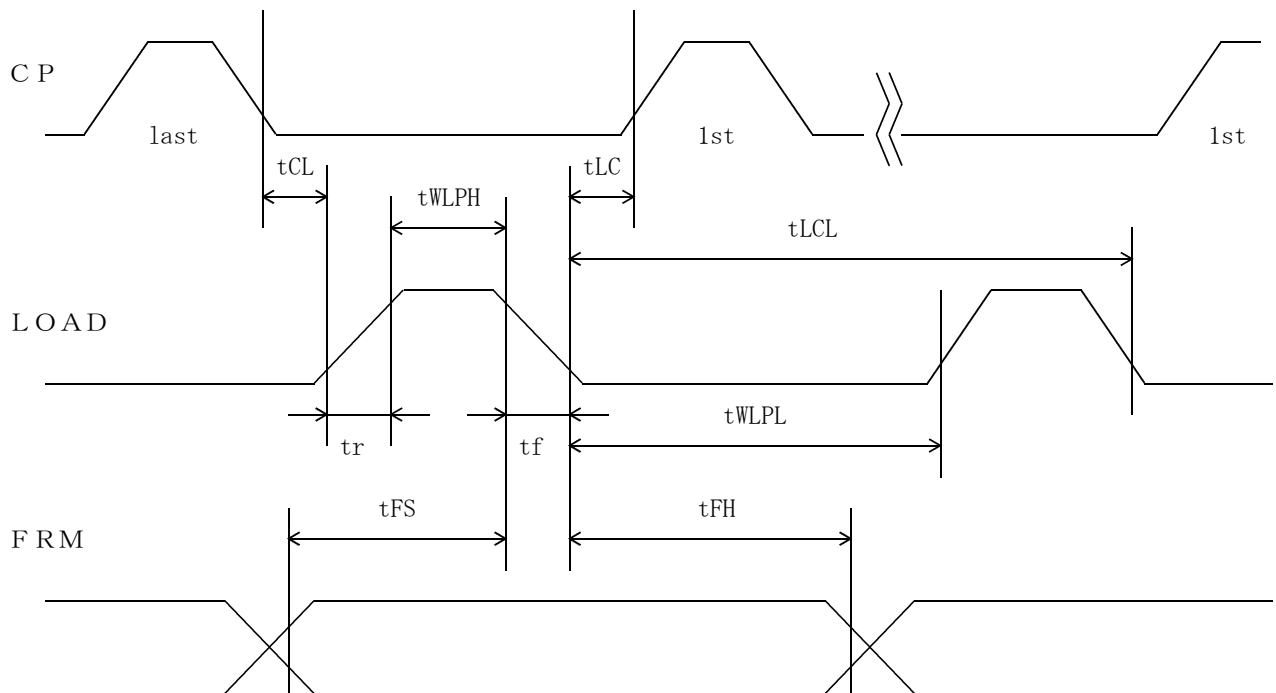 CP
last
1st
1st
tCL
tLC
tWLPH
tLCL
LOAD
tWLPL
tr
tf
tFS
tFH
FRM